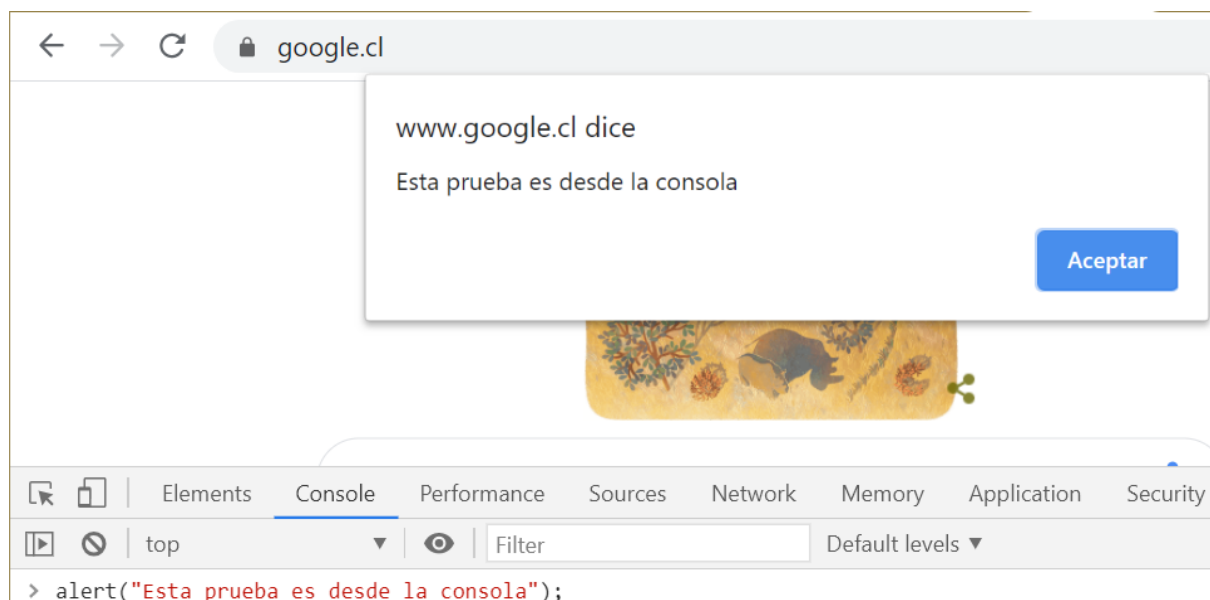 google.cl
www.google.cl dice
Esta prueba es desde la consola
Aceptar
Elements Console Performance Sources Network Memory Application Security
top Filter Default levels
> alert("Esta prueba es desde la consola");